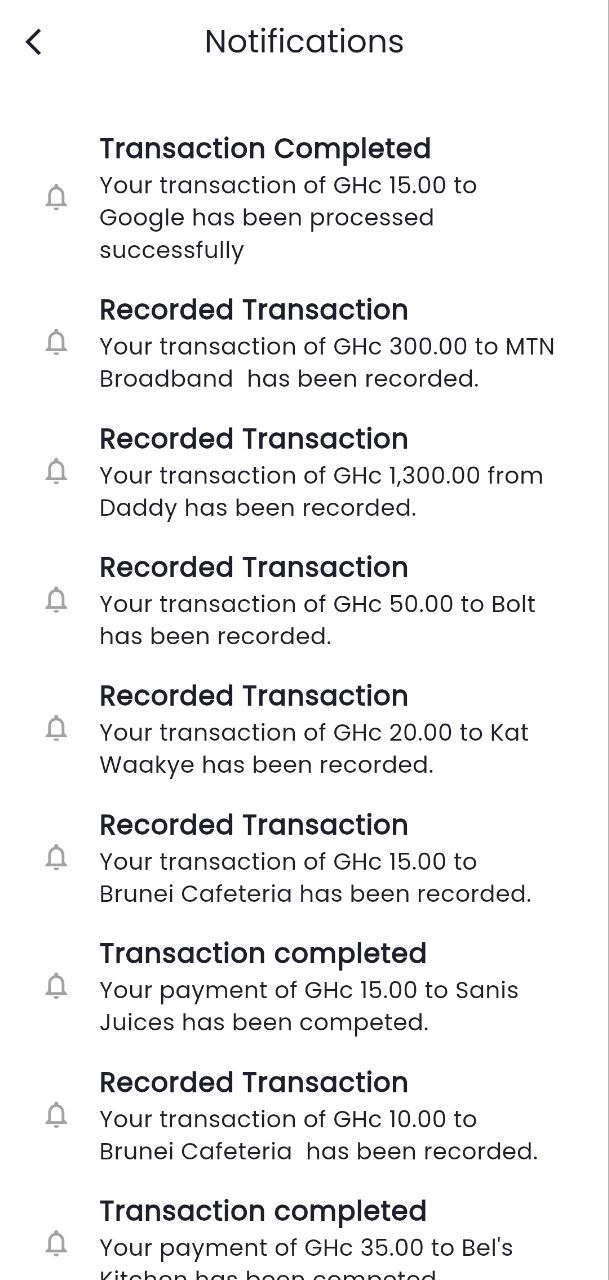 Notifications
Transaction Completed
Your transaction of GHc 15.00 to
Google has been processed
successfully
Recorded Transaction
Your transaction of GHc 300.00 to MTN
Broadband  has been recorded.
Recorded Transaction
Your transaction of GHc 1,300.00 from
Daddy has been recorded.
Recorded Transaction
Your transaction of GHc 50.00 to Bolt
has been recorded.
Recorded Transaction
Your transaction of GHc 20.00 to Kat
Waakye has been recorded.
Recorded Transaction
Your transaction of GHc 15.00 to
Brunei Cafeteria has been recorded.
Transaction completed
Your payment of GHc 15.00 to Sanis
Juices has been competed.
Recorded Transaction
Your transaction of GHc 10.00 to
Brunei Cafeteria  has been recorded.
Transaction completed
Your payment of GHc 35.00 to Bel's
Kitchen has been competed